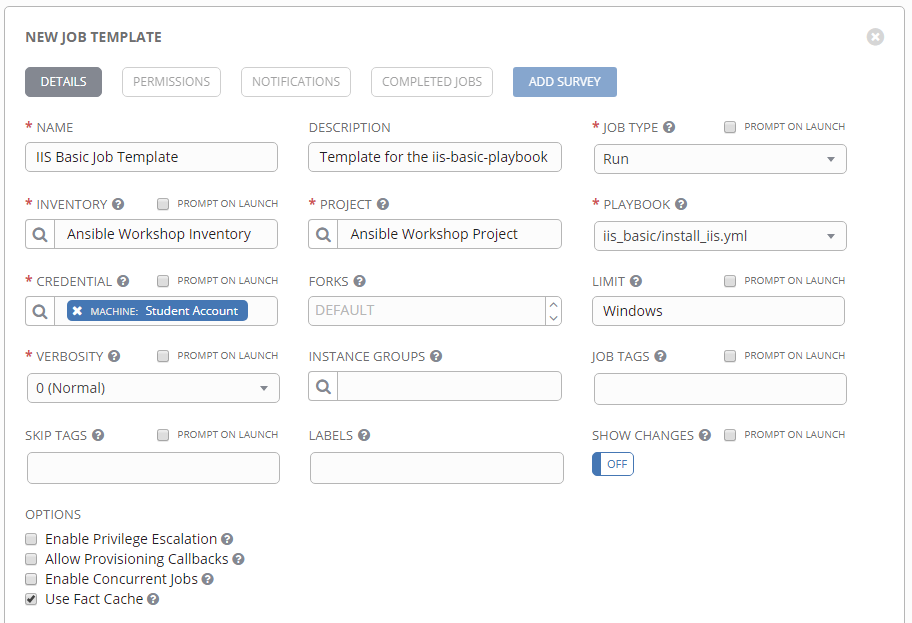 NEW JOB TEMPLATE
DETAILS PERMISSIONS NOTIFICATIONS COMPLETED JOBS ADD SURVEY
* NAME DESCRIPTION * JOB TYPE ? PROMPT ON LAUNCH
IIS Basic Job Template Template for the iis-basic-playbook Run
* INVENTORY ? PROMPT ON LAUNCH * PROJECT ? * PLAYBOOK ?
Ansible Workshop Inventory Ansible Workshop Project iis_basic/install_iis.yml
* CREDENTIAL ? PROMPT ON LAUNCH FORKS ? LIMIT ? PROMPT ON LAUNCH
MACHINE: Student Account DEFAULT Windows
* VERBOSITY ? PROMPT ON LAUNCH INSTANCE GROUPS ? JOB TAGS ? PROMPT ON LAUNCH
0 (Normal)
SKIP TAGS ? PROMPT ON LAUNCH LABELS ? SHOW CHANGES ? PROMPT ON LAUNCH
OFF
OPTIONS
Enable Privilege Escalation ?
Allow Provisioning Callbacks ?
Enable Concurrent Jobs ?
Use Fact Cache ?